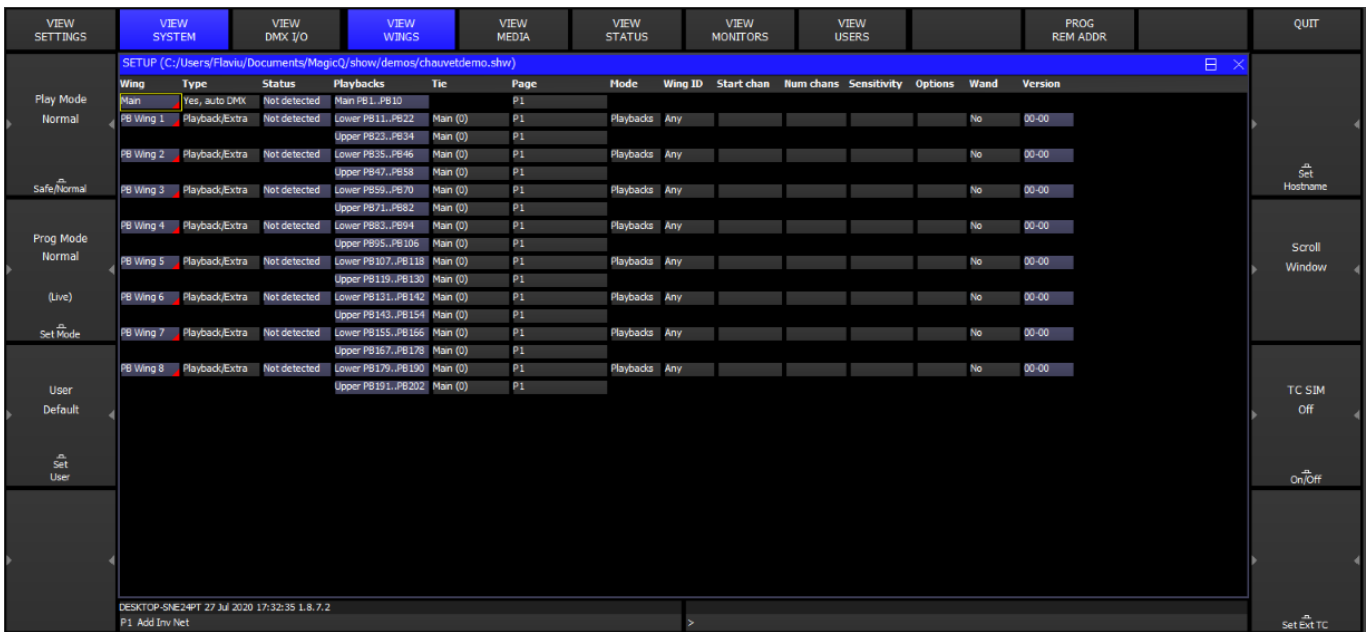 VIEW SETTINGS
VIEW SYSTEM
VIEW DMX I/O
VIEW WINGS
VIEW MEDIA
VIEW STATUS
VIEW MONITORS
VIEW USERS
PROG REM ADDR
QUIT
SETUP (C:/Users/Flaviu/Documents/MagicQ/show/demos/chauvetdemo.shw)
Wing Type Status Playbacks Tie Page Mode Wing ID Start chan Num chans Sensitivity Options Wand Version
Main Yes, auto DMX Not detected Main PB1..PB10 P1
PB Wing 1 Playback/Extra Not detected Lower PB11..PB22 Main (0) P1 Playbacks Any No 00-00
Upper PB23..PB34 Main (0) P1
PB Wing 2 Playback/Extra Not detected Lower PB35..PB46 Main (0) P1 Playbacks Any No 00-00
Upper PB47..PB58 Main (0) P1
PB Wing 3 Playback/Extra Not detected Lower PB59..PB70 Main (0) P1 Playbacks Any No 00-00
Upper PB71..PB82 Main (0) P1
PB Wing 4 Playback/Extra Not detected Lower PB83..PB94 Main (0) P1 Playbacks Any No 00-00
Upper PB95..PB106 Main (0) P1
PB Wing 5 Playback/Extra Not detected Lower PB107..PB118 Main (0) P1 Playbacks Any No 00-00
Upper PB119..PB130 Main (0) P1
PB Wing 6 Playback/Extra Not detected Lower PB131..PB142 Main (0) P1 Playbacks Any No 00-00
Upper PB143..PB154 Main (0) P1
PB Wing 7 Playback/Extra Not detected Lower PB155..PB166 Main (0) P1 Playbacks Any No 00-00
Upper PB167..PB178 Main (0) P1
PB Wing 8 Playback/Extra Not detected Lower PB179..PB190 Main (0) P1 Playbacks Any No 00-00
Upper PB191..PB202 Main (0) P1
Play Mode
Normal
Safe/Normal
Prog Mode
Normal
(Live)
Set Mode
User
Default
Set
User
Set
Hostname
Scroll
Window
TC SIM
Off
On/Off
Set Ext TC
DESKTOP-SNE24PT 27 Jul 2020 17:32:35 1.8.7.2
P1 Add Inv Net
>